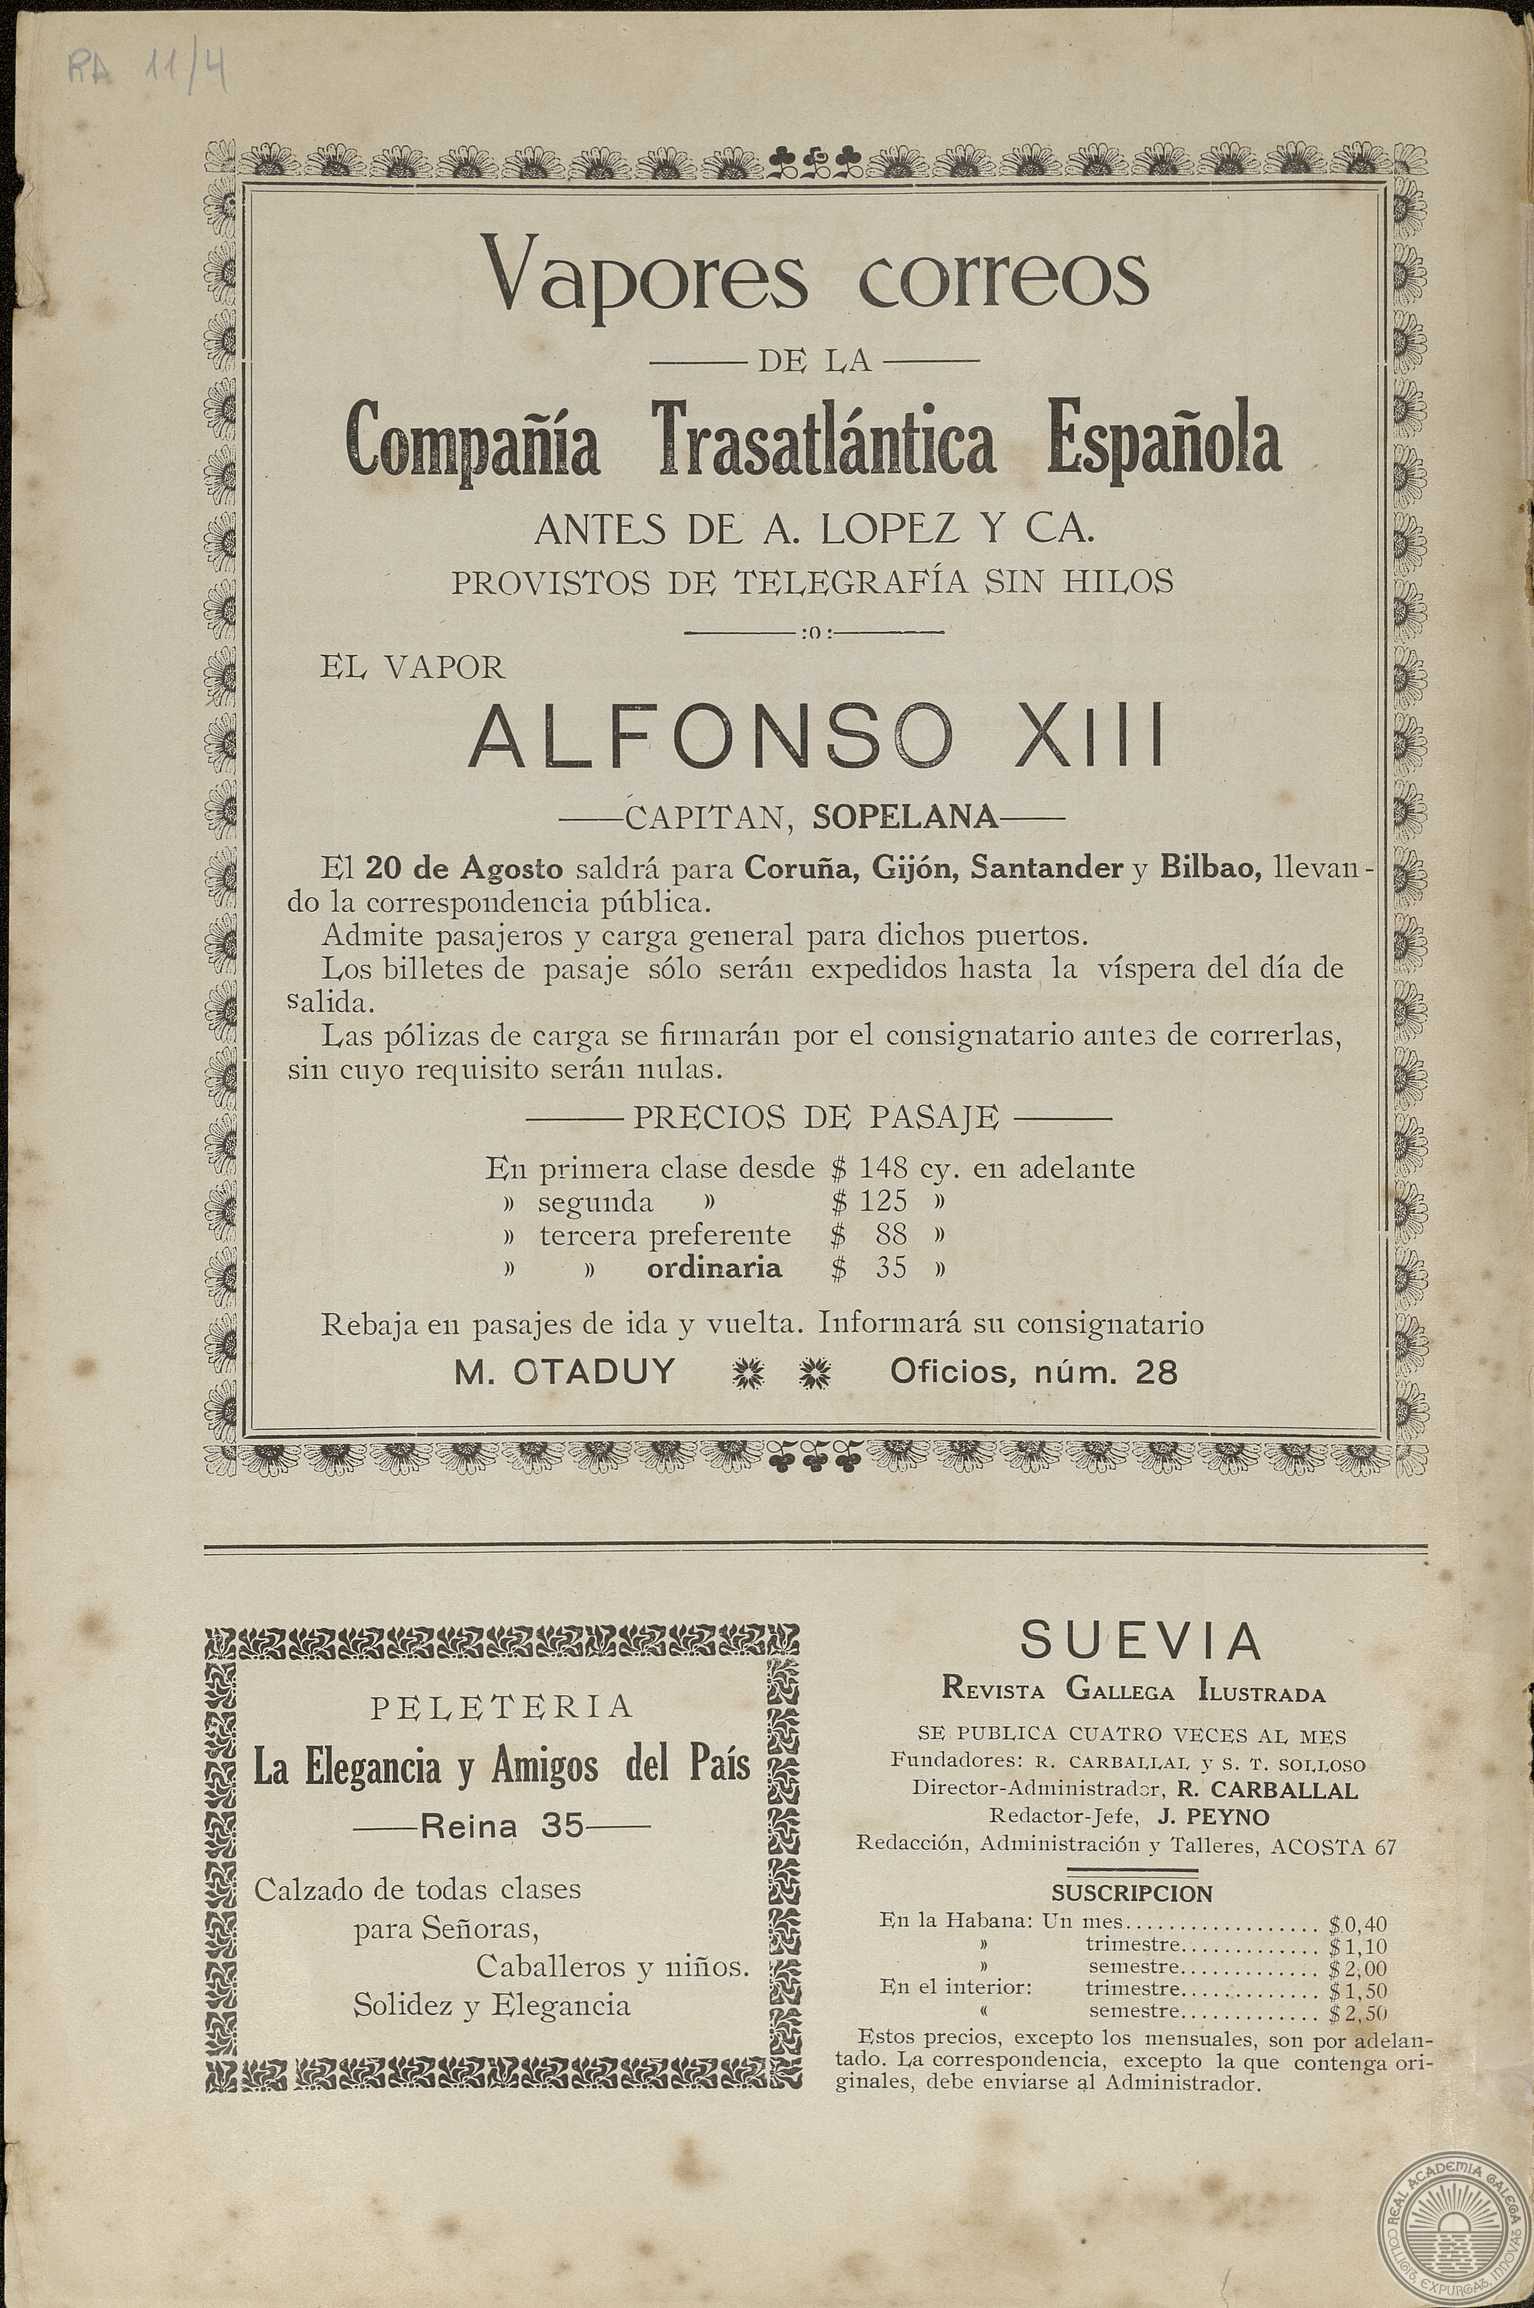 RA 11/4
Vapores correos
DE LA
Compañía Trasatlántica Española
ANTES DE A. LOPEZ Y CA.
PROVISTOS DE TELEGRAFÍA SIN HILOS
:o:
EL VAPOR
ALFONSO XIII
CAPITAN, SOPELANA
El 20 de Agosto saldrá para Coruña, Gijón, Santander y Bilbao, llevan-
do la correspondencia pública.
Admite pasajeros y carga general para dichos puertos.
Los billetes de pasaje sólo serán expedidos hasta la víspera del día de
salida.
Las pólizas de carga se firmarán por el consignatario antes de correrlas,
sin cuyo requisito serán nulas.
PRECIOS DE PASAJE
En primera clase desde $ 148 cy. en adelante
» segunda » $ 125 »
» tercera preferente $ 88 »
» » ordinaria $ 35 »
Rebaja en pasajes de ida y vuelta. Informará su consignatario
M. OTADUY Oficios, núm. 28
PELETERIA
La Elegancia y Amigos del País
Reina 35
Calzado de todas clases
para Señoras,
Caballeros y niños.
Solidez y Elegancia
SUEVIA
REVISTA GALLEGA ILUSTRADA
SE PUBLICA CUATRO VECES AL MES
Fundadores: R. CARBALLAL y S. T. SOLLOSO
Director-Administrador, R. CARBALLAL
Redactor-Jefe, J. PEYNO
Redacción, Administración y Talleres, ACOSTA 67
SUSCRIPCION
En la Habana: Un mes.................. $ 0,40
» trimestre............. $ 1,10
» semestre............. $ 2,00
En el interior: trimestre............. $ 1,50
« semestre............. $ 2,50
Estos precios, excepto los mensuales, son por adelan-
tado. La correspondencia, excepto la que contenga ori-
ginales, debe enviarse al Administrador.
REAL ACADEMIA GALEGA
COLLIGIT, EXPURGAT, INNOVAT